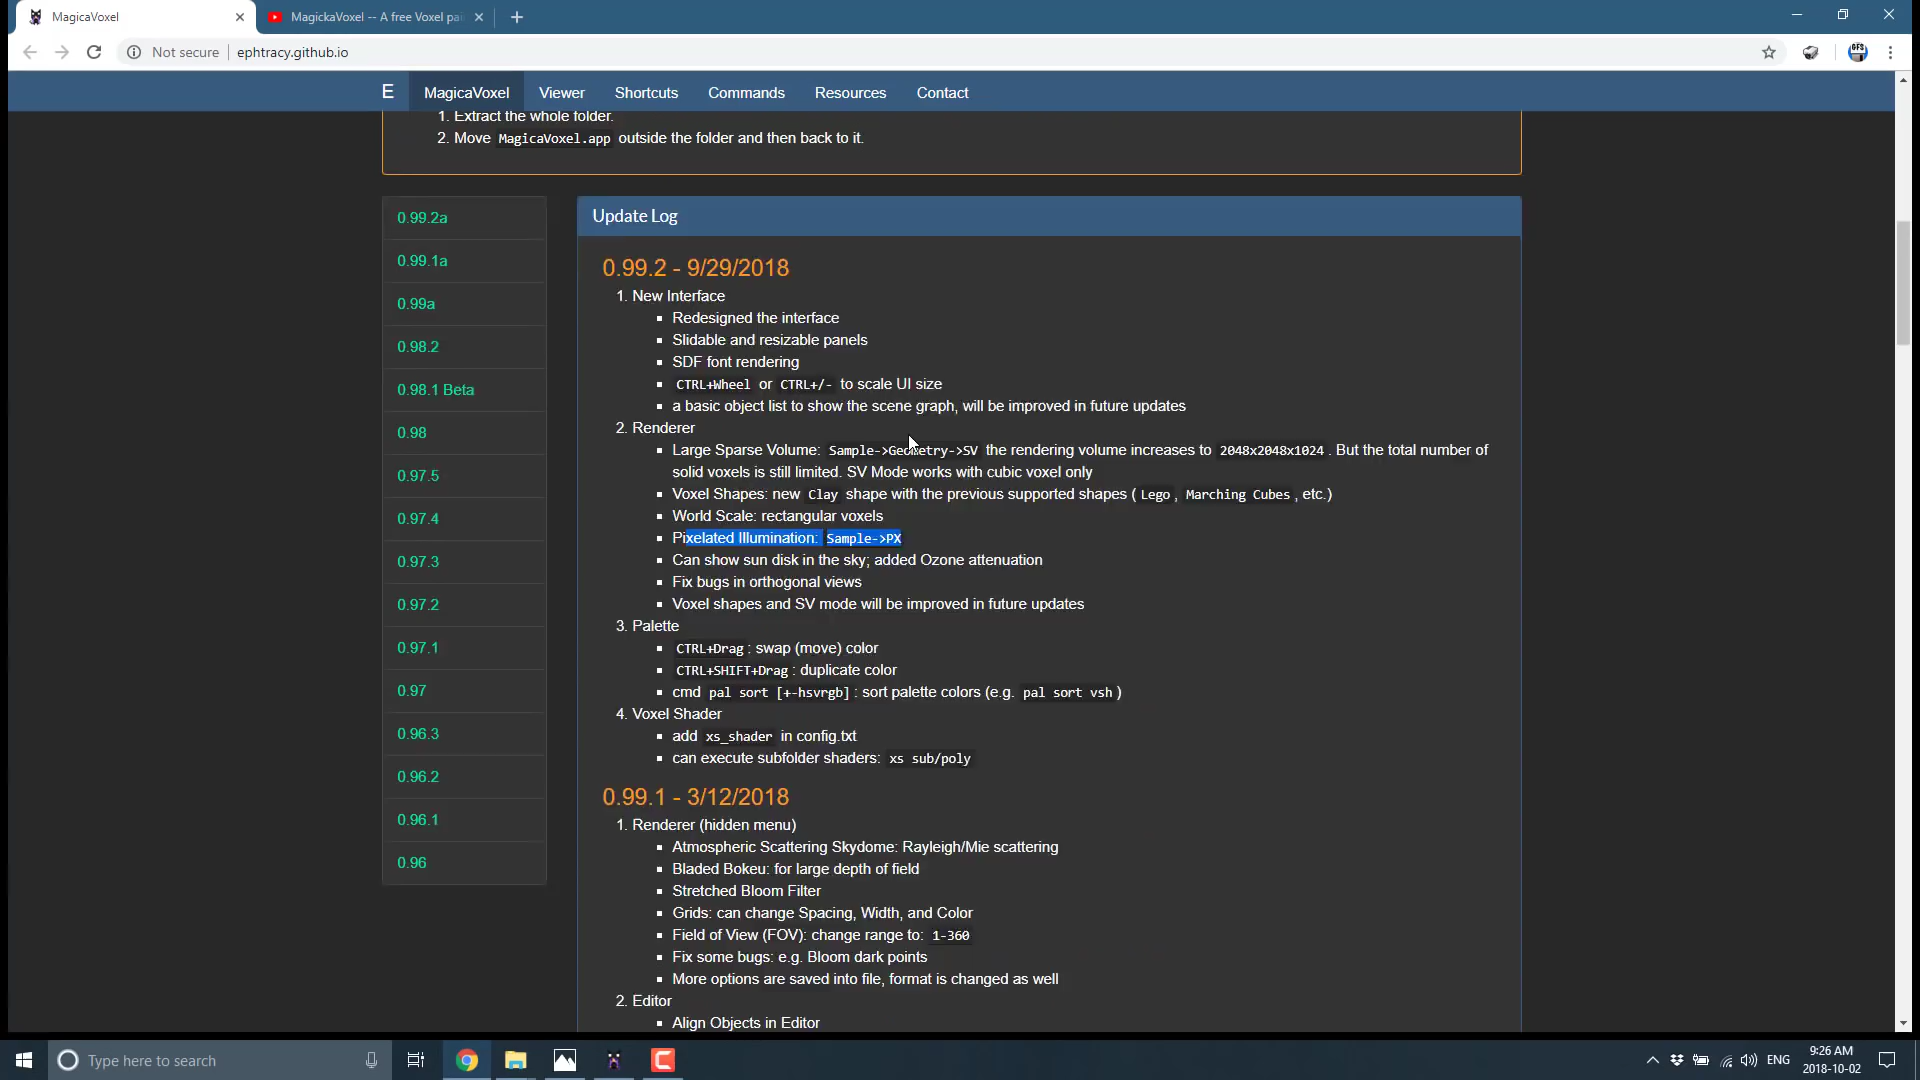 MagicaVoxel
MagickaVoxel -- A free Voxel pai
Not secure ephtracy.github.io
E MagicaVoxel Viewer Shortcuts Commands Resources Contact
1. Extract the whole folder.
2. Move MagicaVoxel.app outside the folder and then back to it.
0.99.2a
0.99.1a
0.99a
0.98.2
0.98.1 Beta
0.98
0.97.5
0.97.4
0.97.3
0.97.2
0.97.1
0.97
0.96.3
0.96.2
0.96.1
0.96
Update Log
0.99.2 - 9/29/2018
1. New Interface
Redesigned the interface
Slidable and resizable panels
SDF font rendering
CTRL+Wheel or CTRL+/- to scale UI size
a basic object list to show the scene graph, will be improved in future updates
2. Renderer
Large Sparse Volume: Sample->Geometry->SV the rendering volume increases to 2048x2048x1024. But the total number of
solid voxels is still limited. SV Mode works with cubic voxel only
Voxel Shapes: new Clay shape with the previous supported shapes (Lego, Marching Cubes, etc.)
World Scale: rectangular voxels
Pixelated Illumination: Sample->PX
Can show sun disk in the sky; added Ozone attenuation
Fix bugs in orthogonal views
Voxel shapes and SV mode will be improved in future updates
3. Palette
CTRL+Drag: swap (move) color
CTRL+SHIFT+Drag: duplicate color
cmd pal sort [+-hsvrgb]: sort palette colors (e.g. pal sort vsh)
4. Voxel Shader
add xs_shader in config.txt
can execute subfolder shaders: xs sub/poly
0.99.1 - 3/12/2018
1. Renderer (hidden menu)
Atmospheric Scattering Skydome: Rayleigh/Mie scattering
Bladed Bokeu: for large depth of field
Stretched Bloom Filter
Grids: can change Spacing, Width, and Color
Field of View (FOV): change range to: 1-360
Fix some bugs: e.g. Bloom dark points
More options are saved into file, format is changed as well
2. Editor
Align Objects in Editor
Type here to search
ENG
9:26 AM
2018-10-02